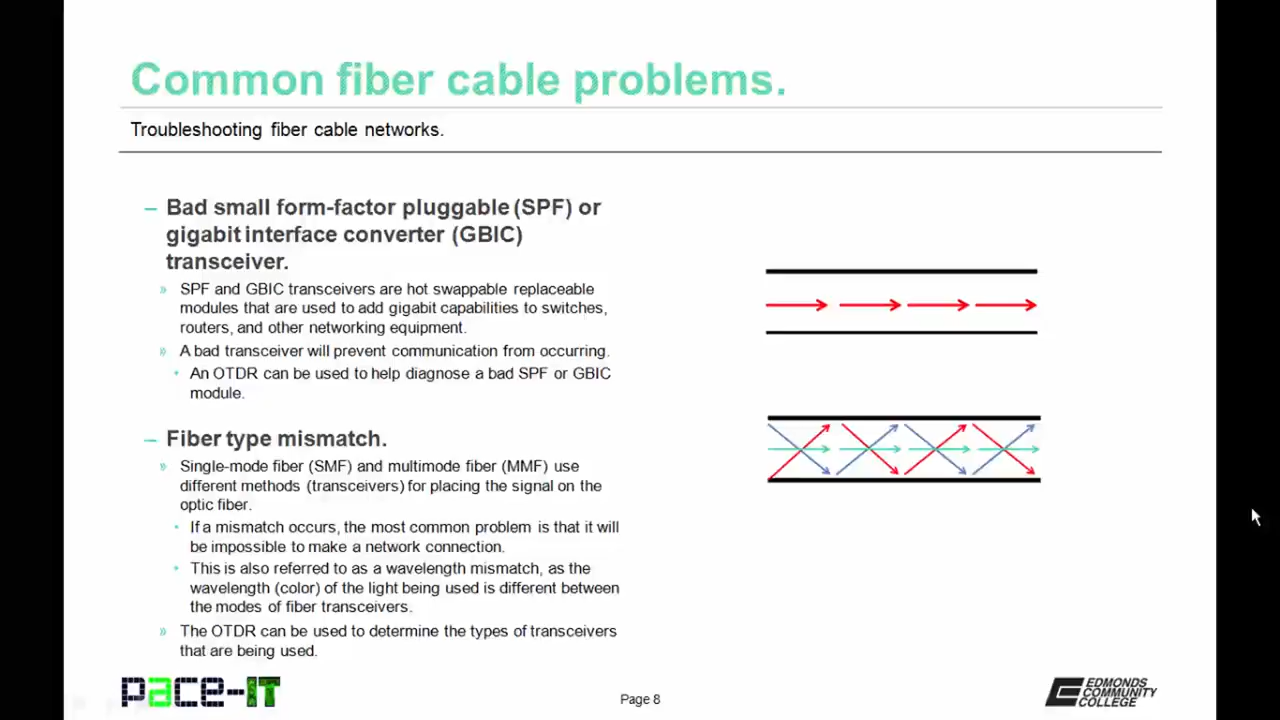 Common fiber cable problems.
Troubleshooting fiber cable networks.
– Bad small form-factor pluggable (SPF) or
gigabit interface converter (GBIC)
transceiver.
» SPF and GBIC transceivers are hot swappable replaceable
modules that are used to add gigabit capabilities to switches,
routers, and other networking equipment.
» A bad transceiver will prevent communication from occurring.
• An OTDR can be used to help diagnose a bad SPF or GBIC
module.
– Fiber type mismatch.
» Single-mode fiber (SMF) and multimode fiber (MMF) use
different methods (transceivers) for placing the signal on the
optic fiber.
• If a mismatch occurs, the most common problem is that it will
be impossible to make a network connection.
• This is also referred to as a wavelength mismatch, as the
wavelength (color) of the light being used is different between
the modes of fiber transceivers.
» The OTDR can be used to determine the types of transceivers
that are being used.
pace-IT
Page 8
EDMONDS
COMMUNITY
COLLEGE